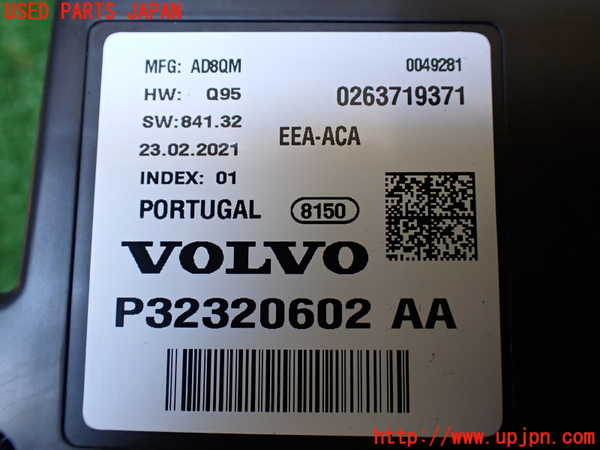 USED PARTS JAPAN
MFG: AD8QM 0049281
HW: Q95 0263719371
SW:841.32
EEA-ACA
23.02.2021
INDEX: 01
PORTUGAL 8150
VOLVO
P32320602 AA
http://www.upjpn.com